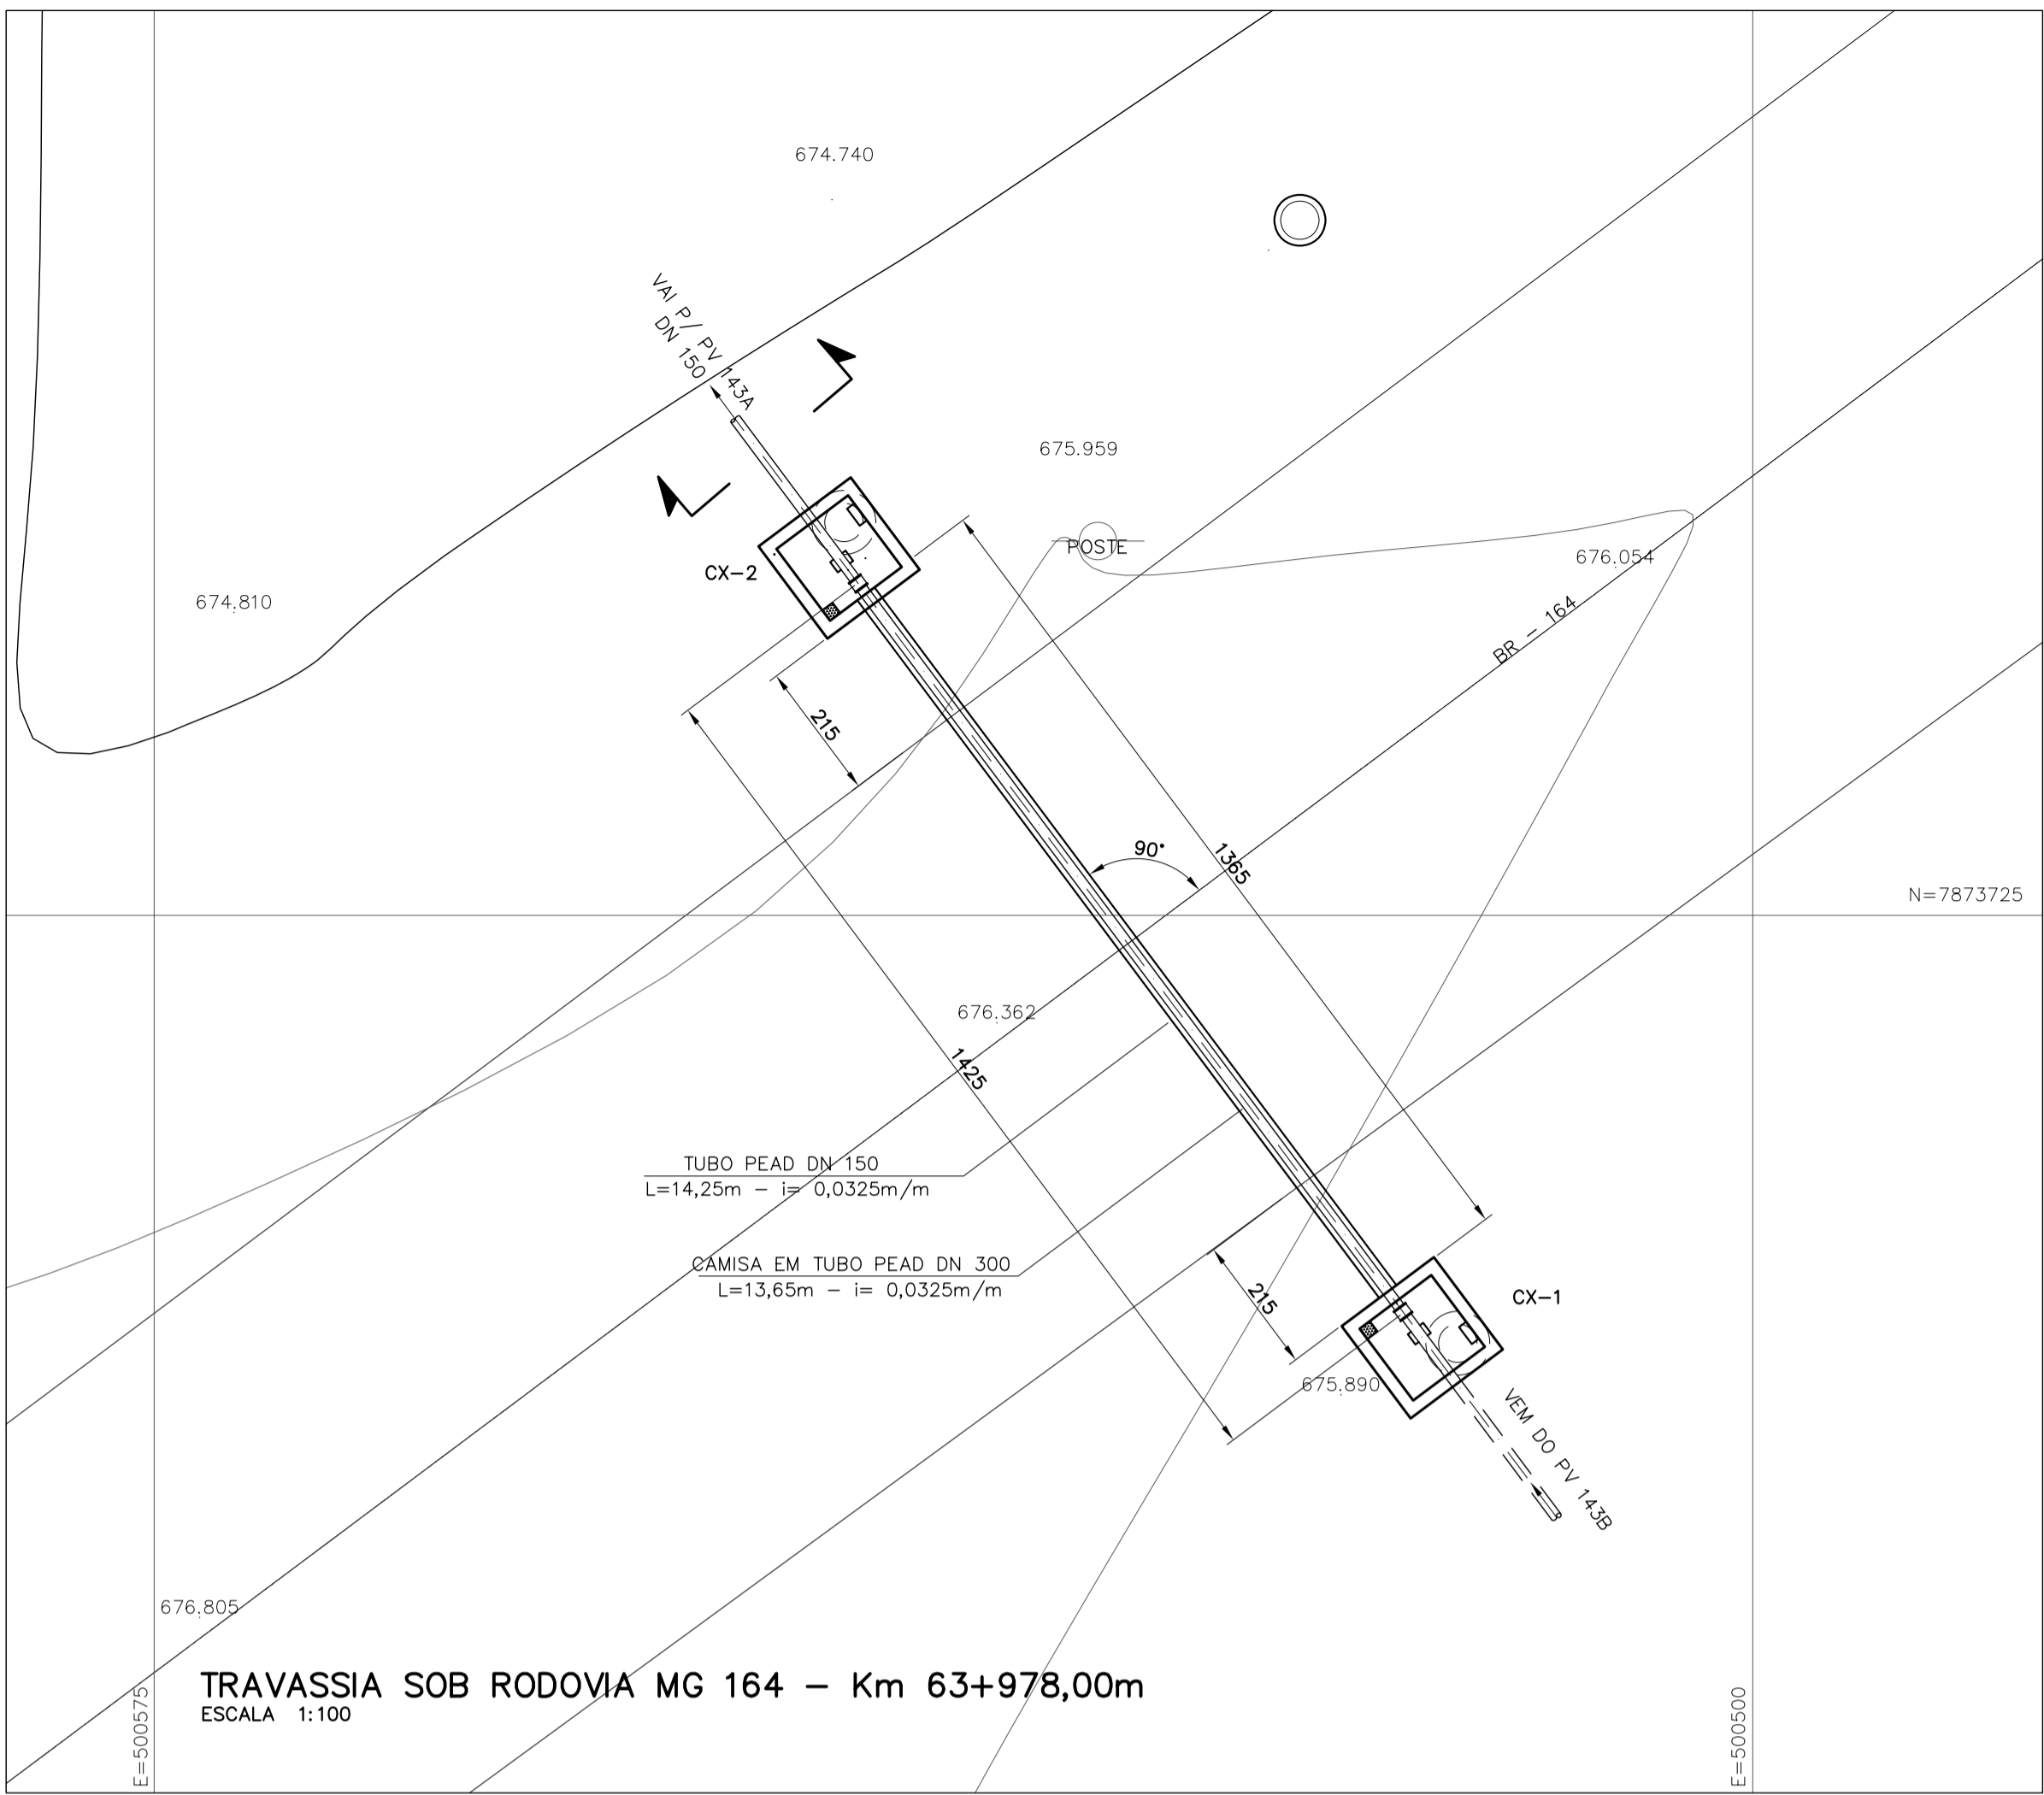 674.740
VAI P/ PV 143A
DN 150
675.959
POSTE
676.054
CX-2
674.810
BR - 164
215
90°
1365
N=7873725
676.362
1425
TUBO PEAD DN 150
L=14,25m - i= 0,0325m/m
CAMISA EM TUBO PEAD DN 300
L=13,65m - i= 0,0325m/m
215
CX-1
675.890
VEM DO PV 143B
676.805
TRAVASSIA SOB RODOVIA MG 164 - Km 63+978,00m
ESCALA 1:100
E=500575
E=500500